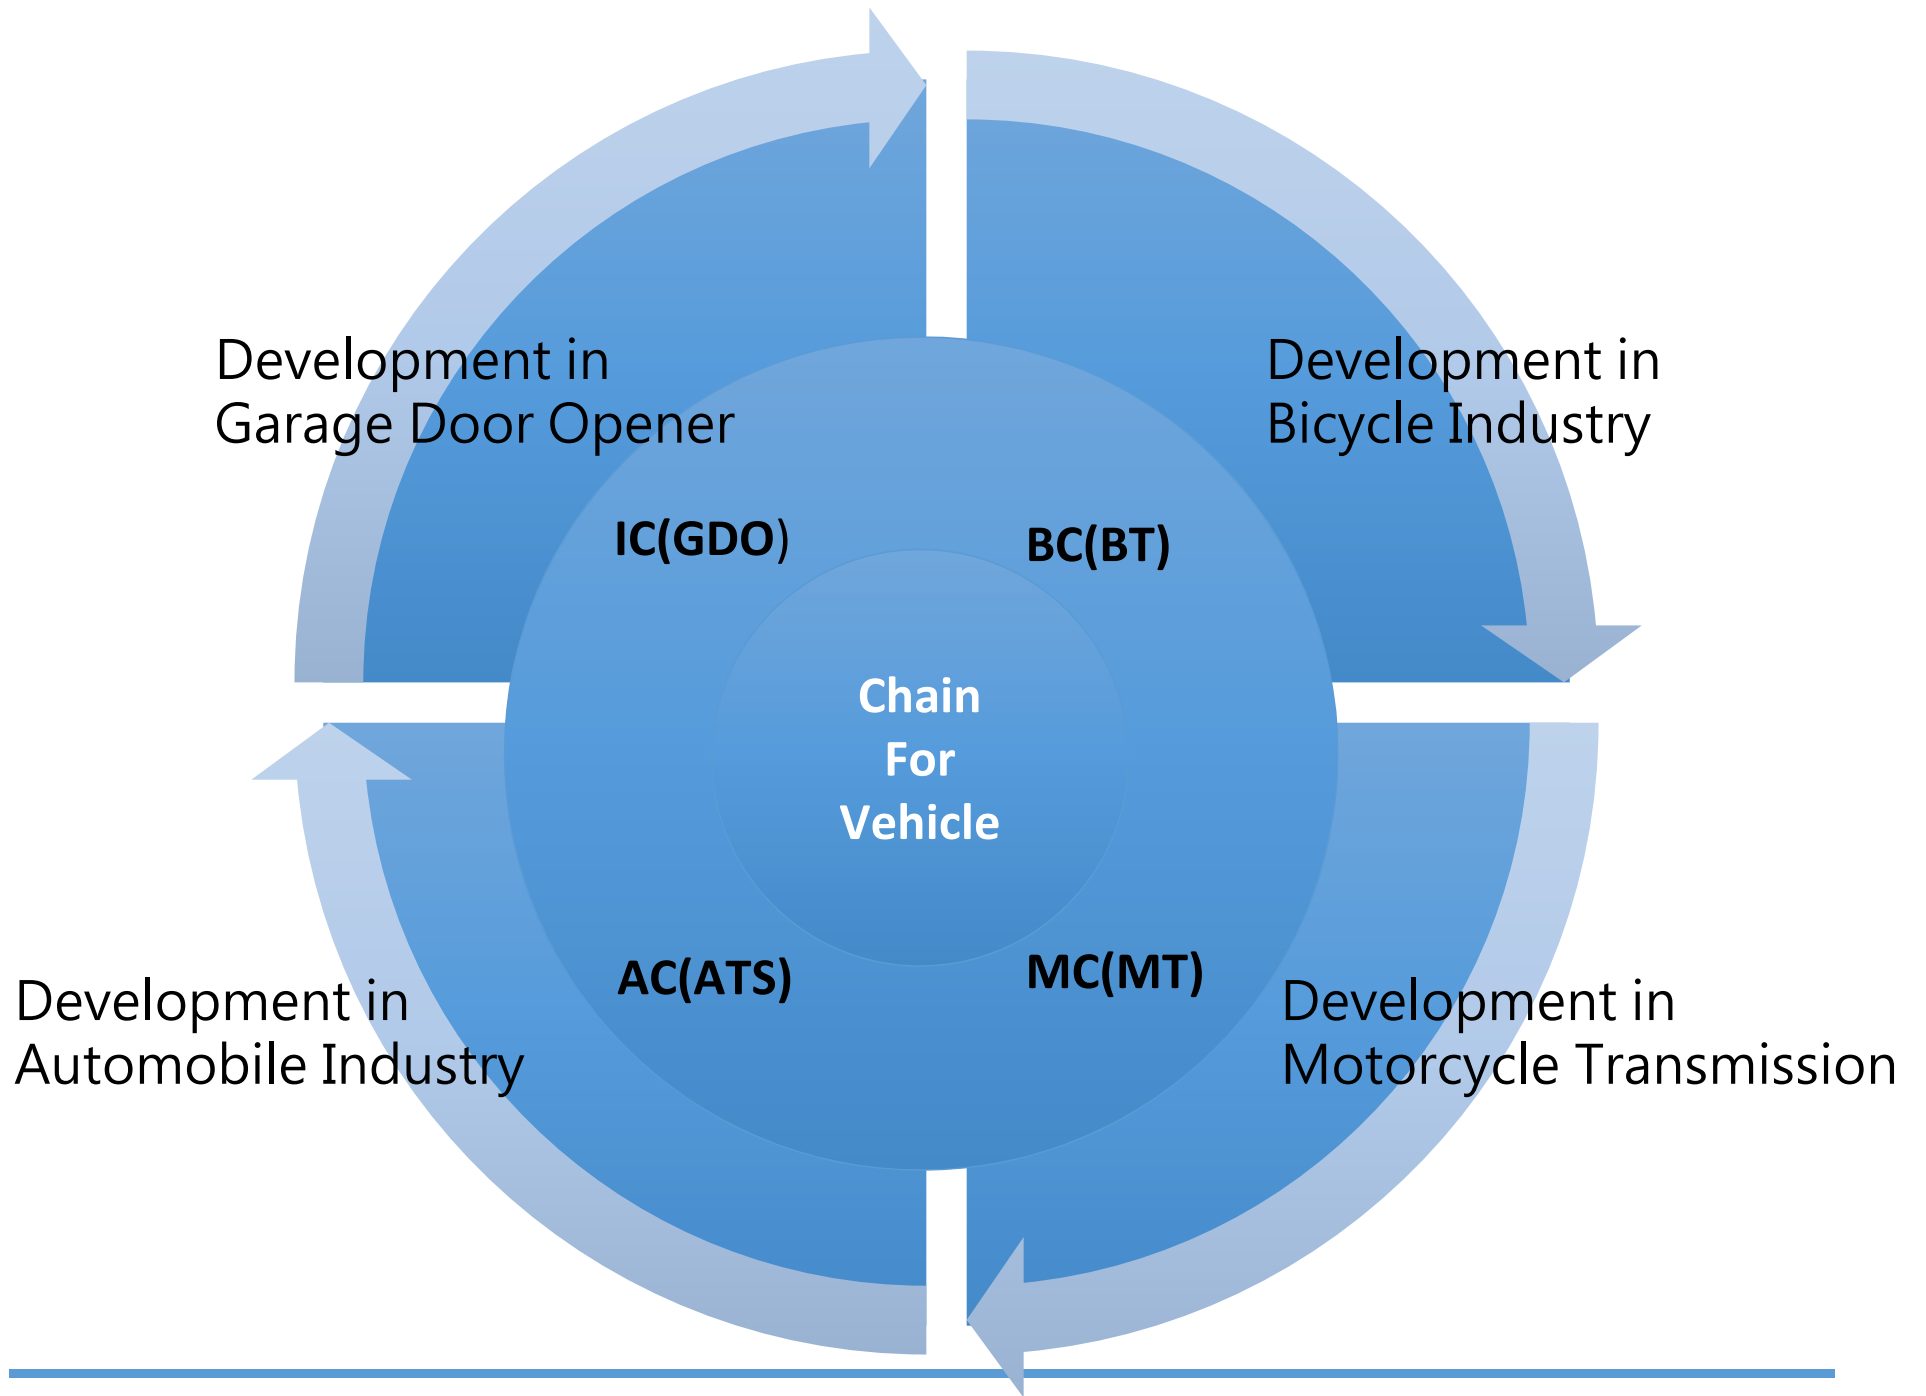 Development in
Garage Door Opener
Development in
Bicycle Industry
IC(GDO)
BC(BT)
Chain
For
Vehicle
AC(ATS)
MC(MT)
Development in
Automobile Industry
Development in
Motorcycle Transmission